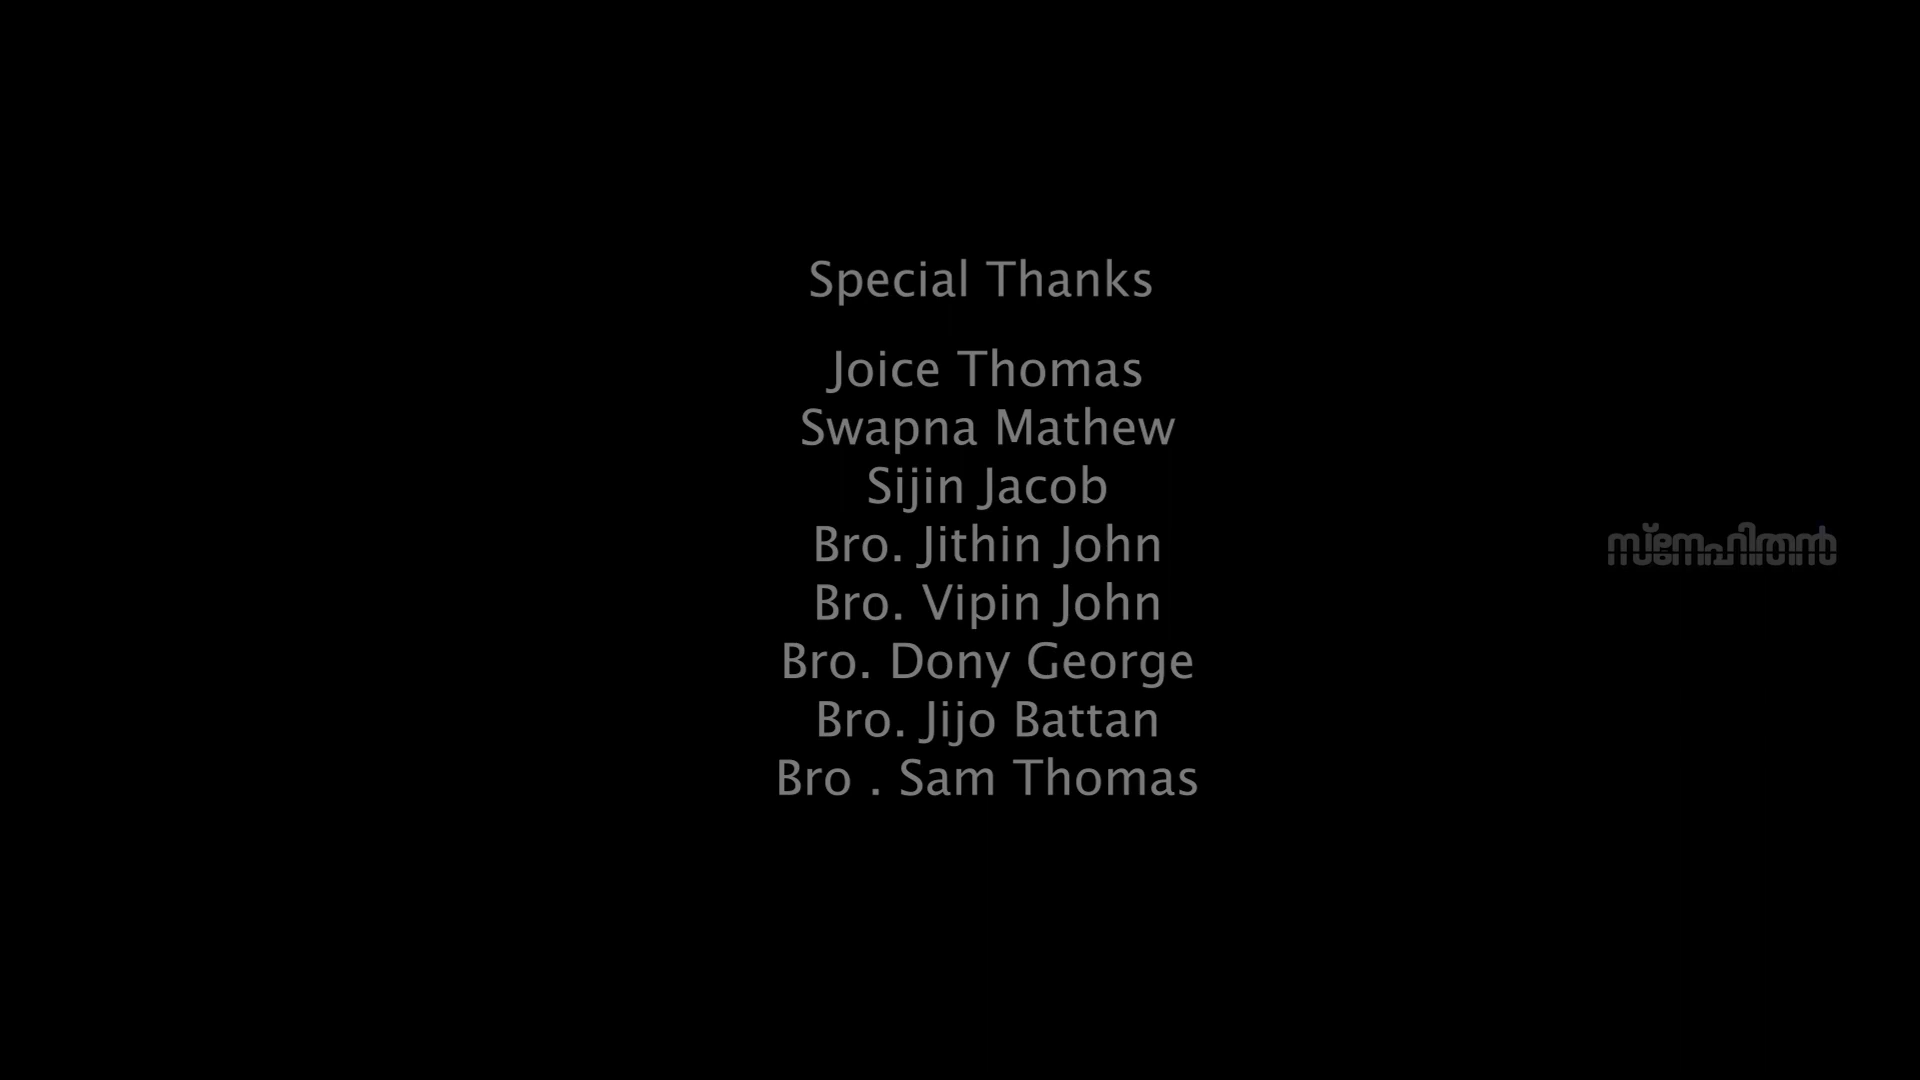 Special Thanks
Joice Thomas
Swapna Mathew
Sijin Jacob
Bro. Jithin John
Bro. Vipin John
Bro. Dony George
Bro. Jijo Battan
Bro . Sam Thomas